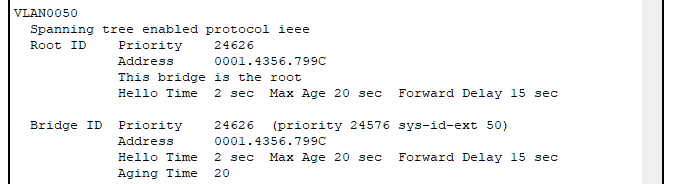 VLAN0050
Spanning tree enabled protocol ieee
Root ID Priority 24626
Address 0001.4356.799C
This bridge is the root
Hello Time 2 sec Max Age 20 sec Forward Delay 15 sec
Bridge ID Priority 24626 (priority 24576 sys-id-ext 50)
Address 0001.4356.799C
Hello Time 2 sec Max Age 20 sec Forward Delay 15 sec
Aging Time 20